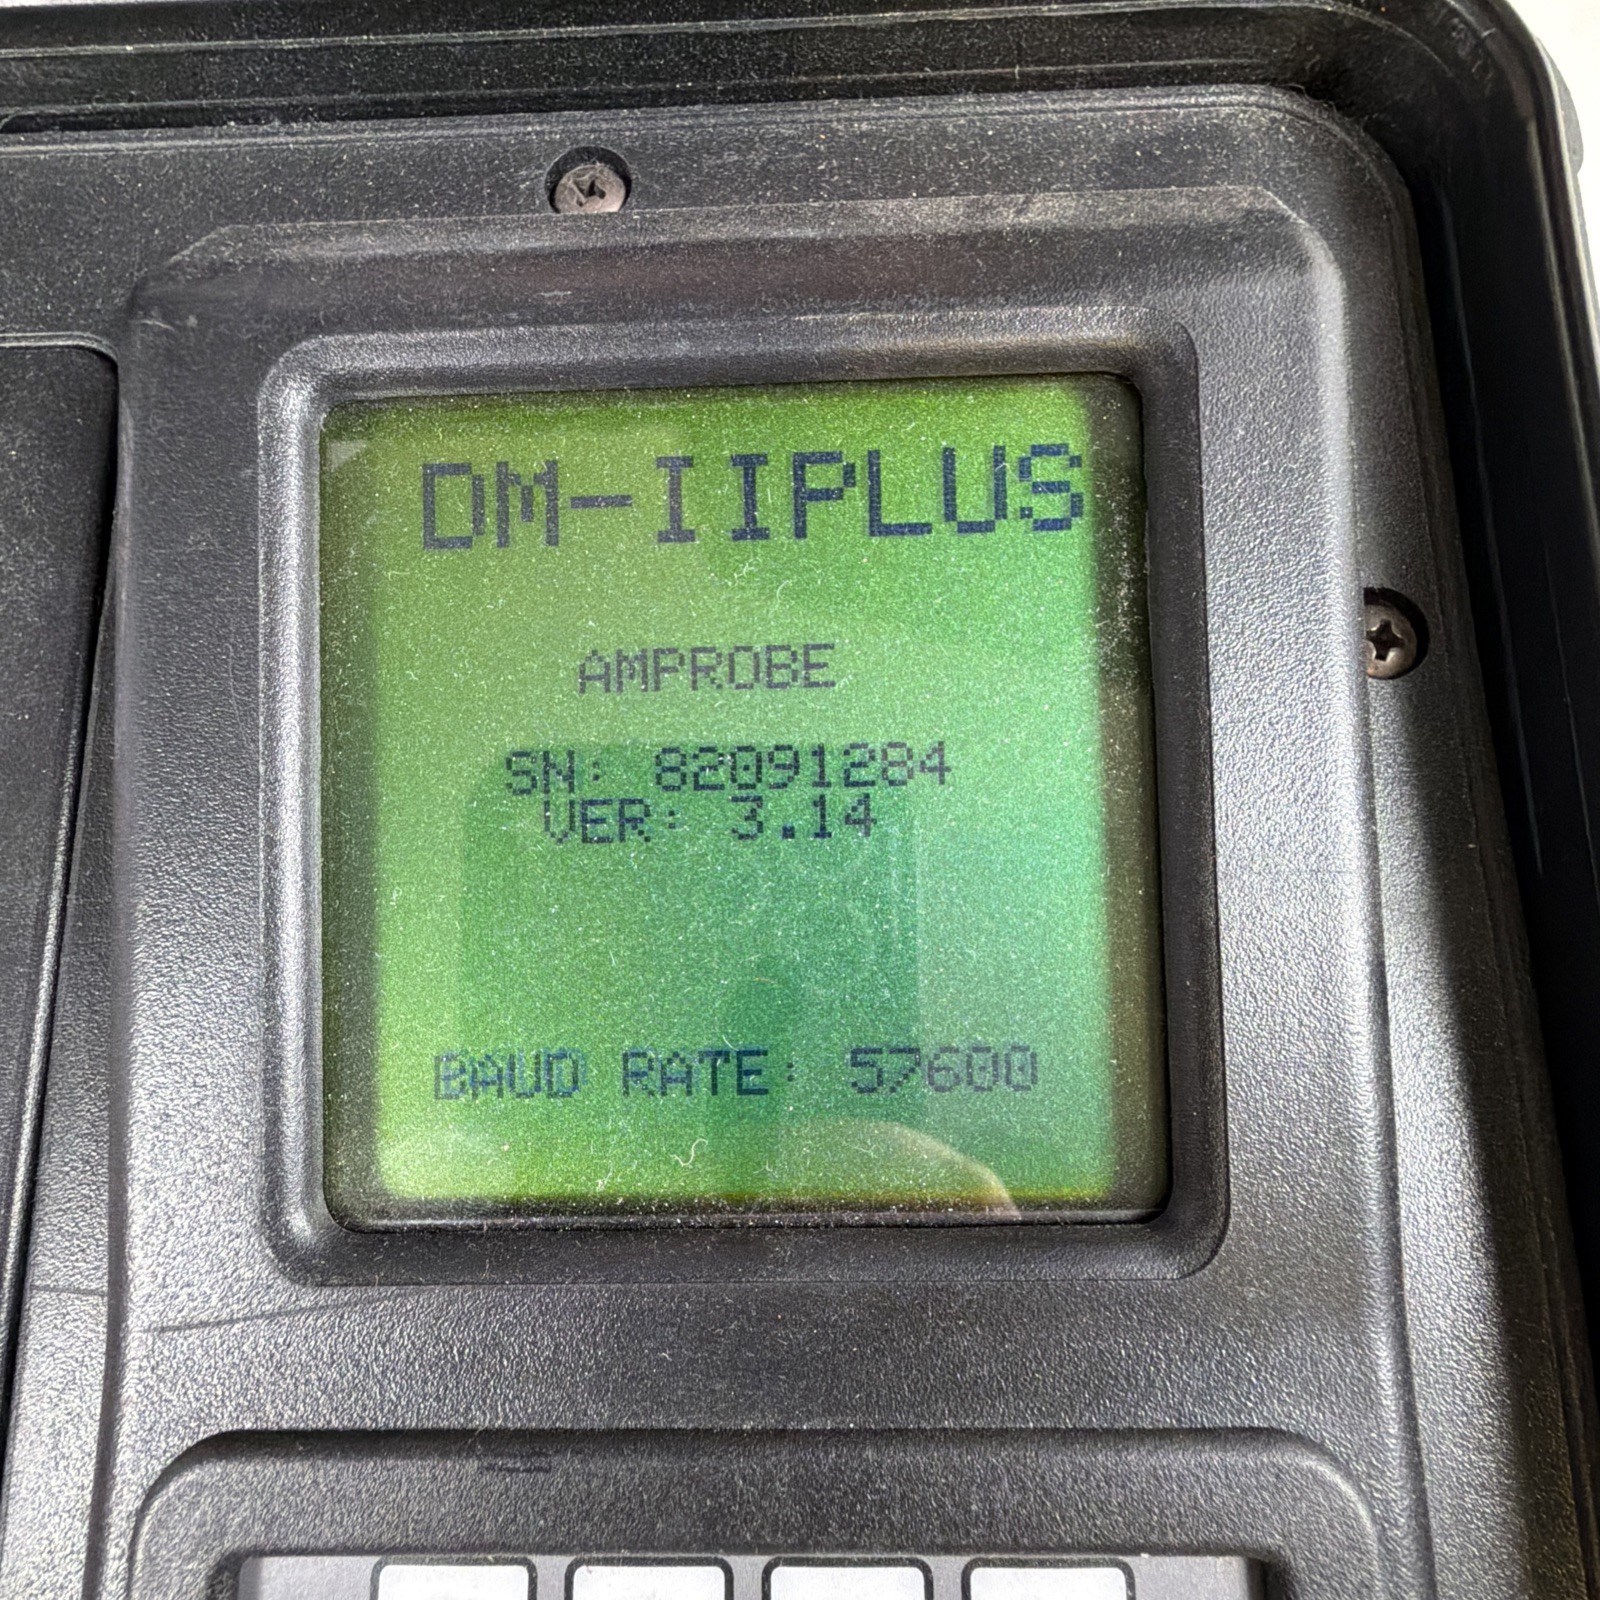 DM-IIPLUS
AMPROBE
SN: 82091284
VER: 3.14
BAUD RATE: 57600